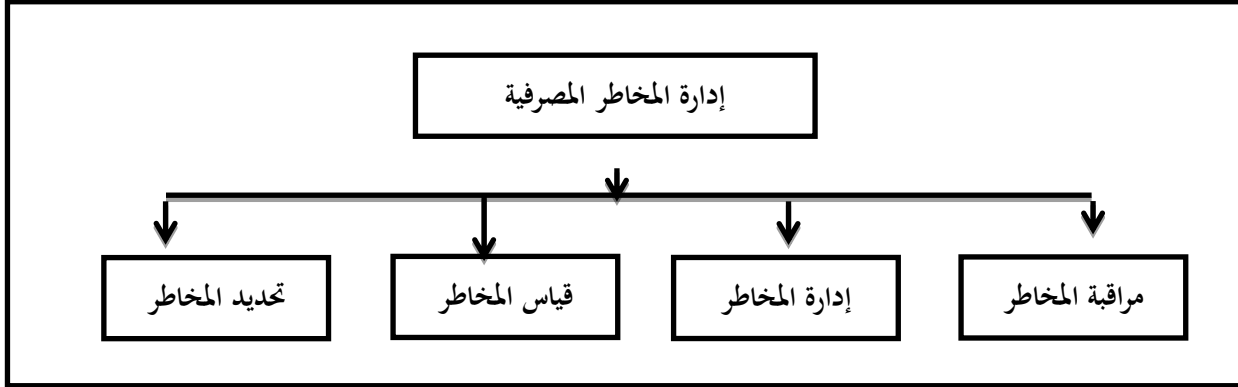 إدارة المخاطر المصرفية
مراقبة المخاطر
إدارة المخاطر
قياس المخاطر
تحديد المخاطر